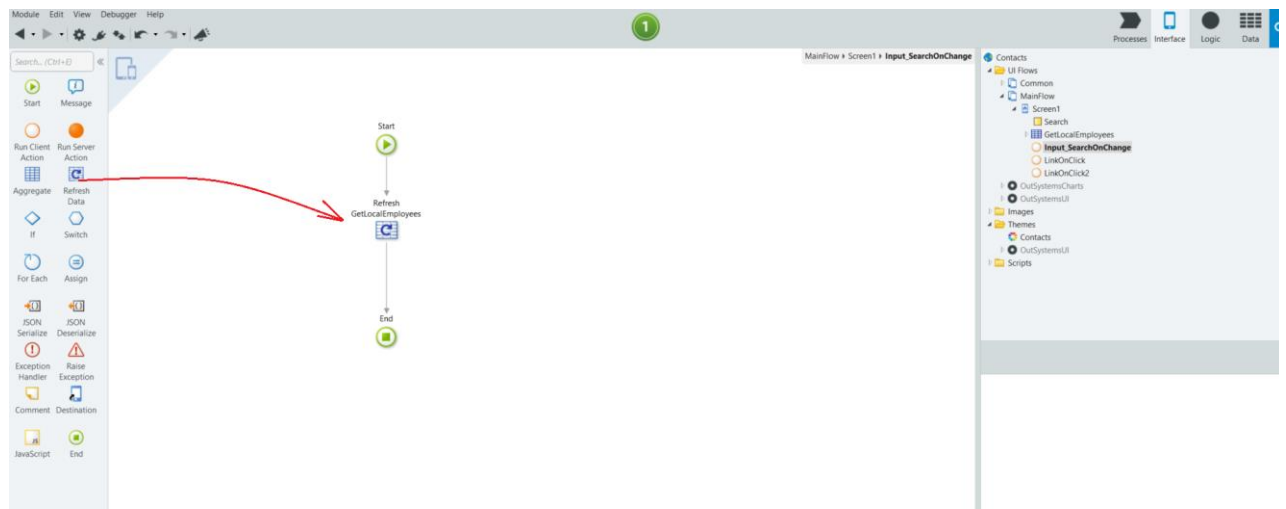 Module Edit View Debugger Help
1
Processes Interface Logic Data
Search... (Ctrl+E)
Start Message
Run Client Action Run Server Action
Aggregate Refresh Data
If Switch
For Each Assign
JSON Serialize JSON Deserialize
Exception Handler Raise Exception
Comment Destination
JavaScript End
MainFlow Screen1 Input_SearchOnChange
Start
Refresh
GetLocalEmployees
End
Contacts
UI Flows
Common
MainFlow
Screen1
Search
GetLocalEmployees
Input_SearchOnChange
LinkOnClick
LinkOnClick2
OutSystemsCharts
OutSystemsUI
Images
Themes
Contacts
OutSystemsUI
Scripts